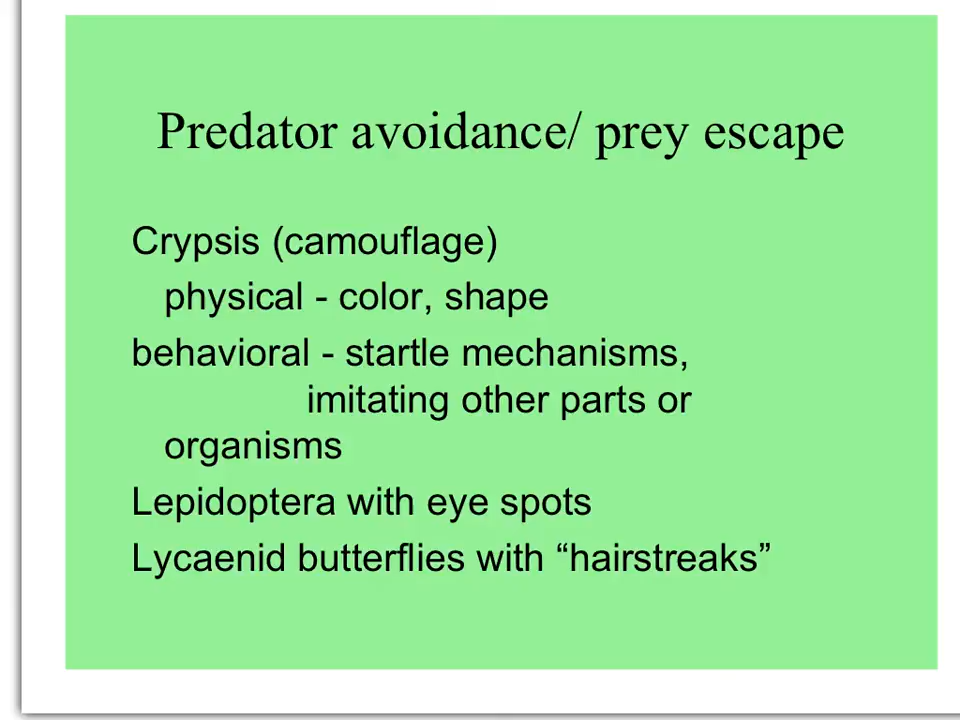 Predator avoidance/ prey escape
Crypsis (camouflage)
physical - color, shape
behavioral - startle mechanisms,
imitating other parts or
organisms
Lepidoptera with eye spots
Lycaenid butterflies with “hairstreaks”